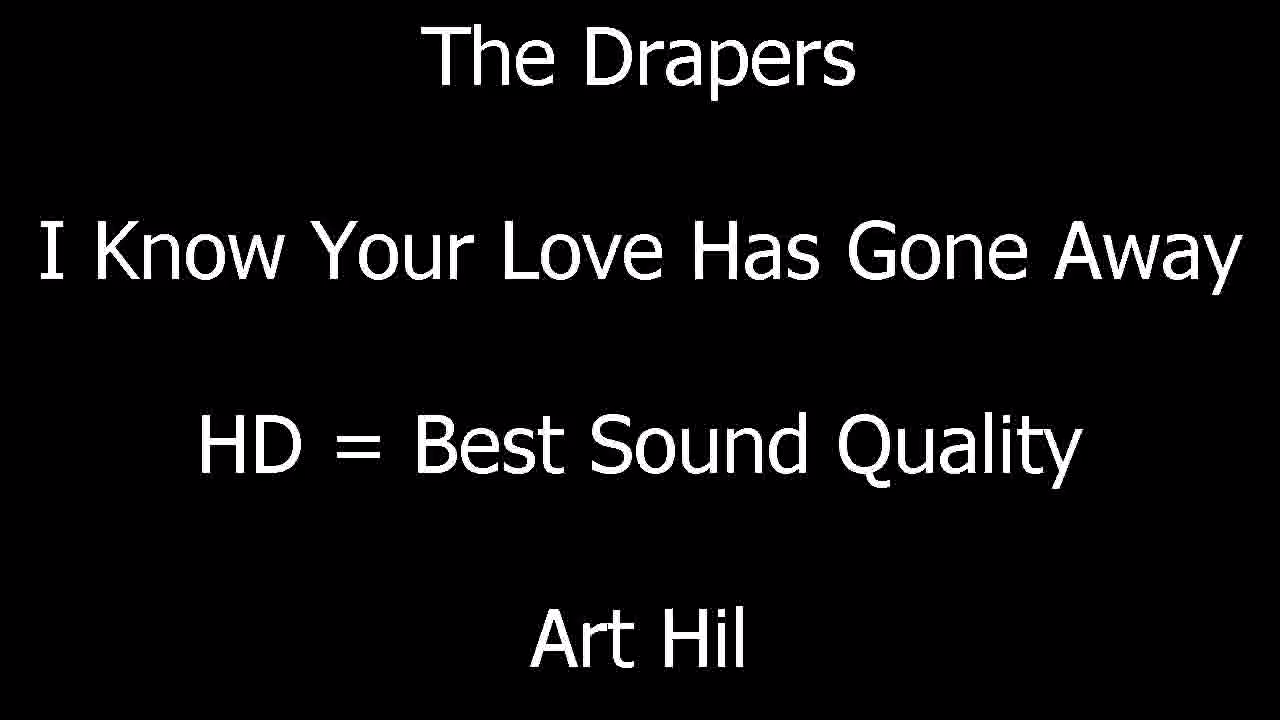 The Drapers
I Know Your Love Has Gone Away
HD = Best Sound Quality
Art Hil